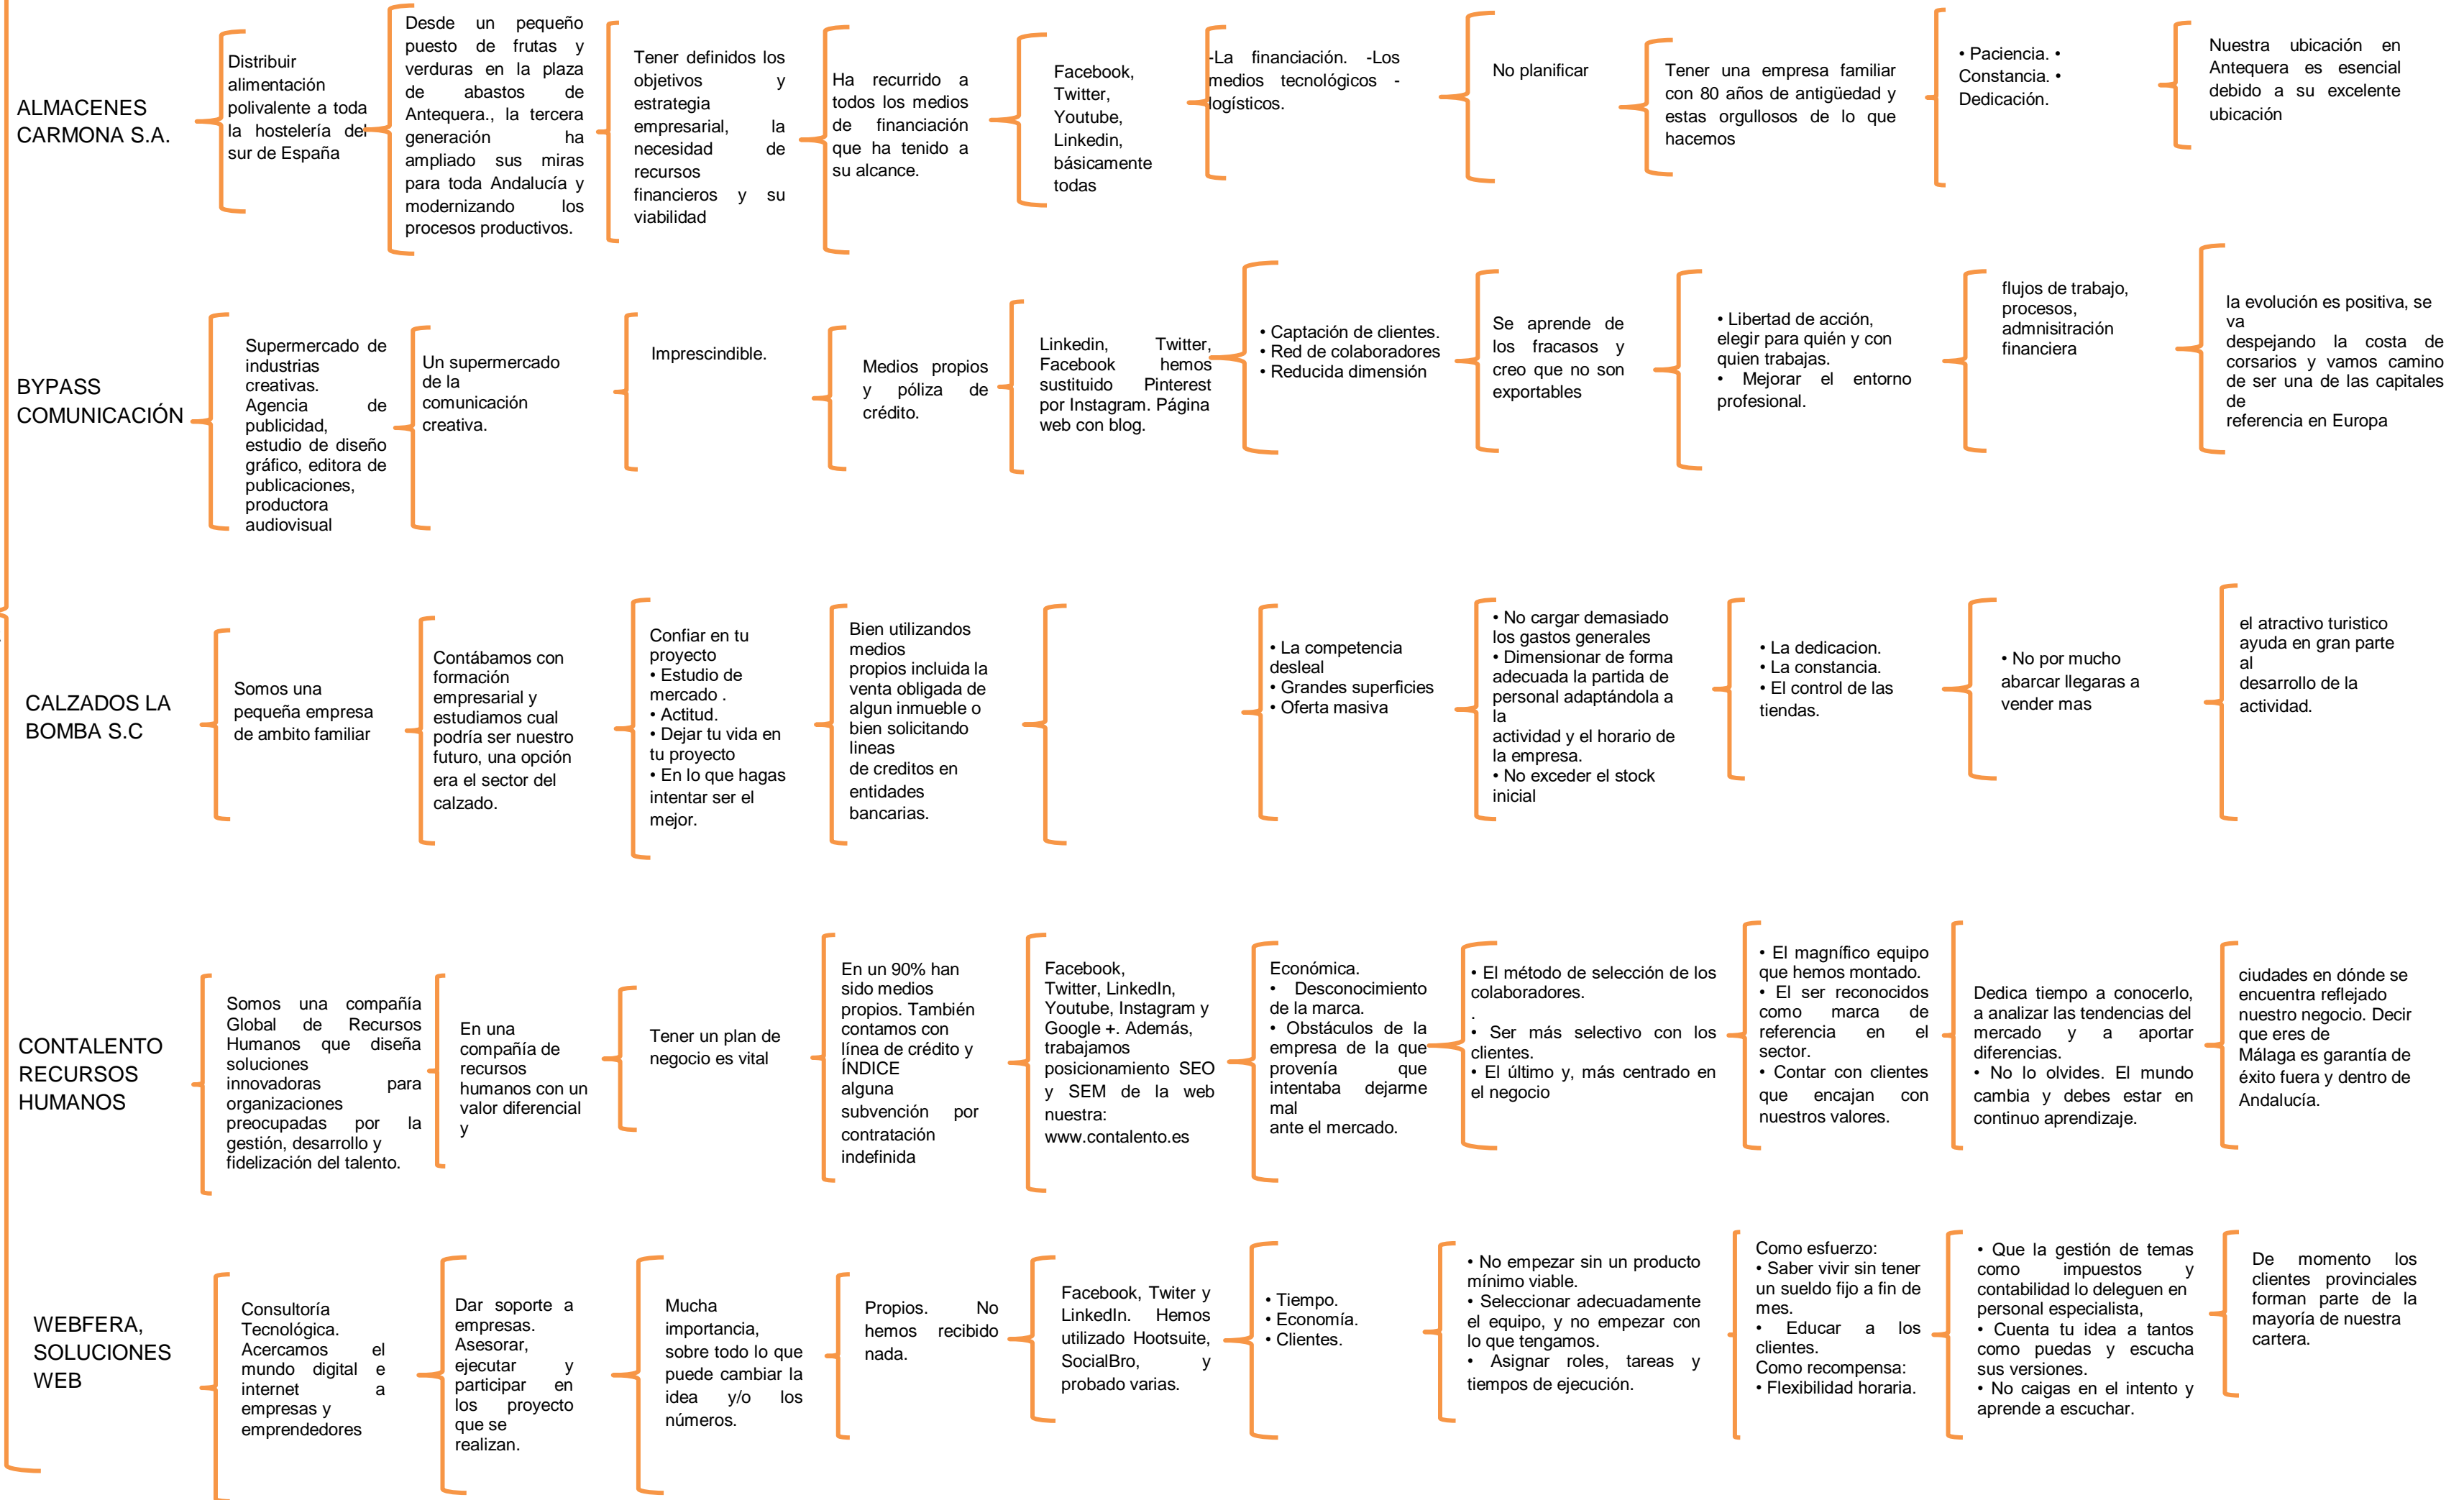 ALMACENES
CARMONA S.A.
Distribuir
alimentación
polivalente a toda
la hostelería del
sur de España
Desde un pequeño
puesto de frutas y
verduras en la plaza
de abastos de
Antequera., la tercera
generación ha
ampliado sus miras
para toda Andalucía y
modernizando los
procesos productivos.
Tener definidos los
objetivos y
estrategia
empresarial, la
necesidad de
recursos
financieros y su
viabilidad
Ha recurrido a
todos los medios
de financiación
que ha tenido a
su alcance.
Facebook,
Twitter,
Youtube,
Linkedin,
básicamente
todas
-La financiación. -Los
medios tecnológicos -
logísticos.
No planificar
Tener una empresa familiar
con 80 años de antigüedad y
estas orgullosos de lo que
hacemos
• Paciencia. •
Constancia. •
Dedicación.
Nuestra ubicación en
Antequera es esencial
debido a su excelente
ubicación
BYPASS
COMUNICACIÓN
Supermercado de
industrias
creativas.
Agencia de
publicidad,
estudio de diseño
gráfico, editora de
publicaciones,
productora
audiovisual
Un supermercado
de la
comunicación
creativa.
Imprescindible.
Medios propios
y póliza de
crédito.
Linkedin, Twitter,
Facebook hemos
sustituido Pinterest
por Instagram. Página
web con blog.
• Captación de clientes.
• Red de colaboradores
• Reducida dimensión
Se aprende de
los fracasos y
creo que no son
exportables
• Libertad de acción,
elegir para quién y con
quien trabajas.
• Mejorar el entorno
profesional.
flujos de trabajo,
procesos,
admnisitración
financiera
la evolución es positiva, se
va
despejando la costa de
corsarios y vamos camino
de ser una de las capitales
de
referencia en Europa
CALZADOS LA
BOMBA S.C
Somos una
pequeña empresa
de ambito familiar
Contábamos con
formación
empresarial y
estudiamos cual
podría ser nuestro
futuro, una opción
era el sector del
calzado.
Confiar en tu
proyecto
• Estudio de
mercado .
• Actitud.
• Dejar tu vida en
tu proyecto
• En lo que hagas
intentar ser el
mejor.
Bien utilizandos
medios
propios incluida la
venta obligada de
algun inmueble o
bien solicitando
lineas
de creditos en
entidades
bancarias.
• La competencia
desleal
• Grandes superficies
• Oferta masiva
• No cargar demasiado
los gastos generales
• Dimensionar de forma
adecuada la partida de
personal adaptándola a
la
actividad y el horario de
la empresa.
• No exceder el stock
inicial
• La dedicacion.
• La constancia.
• El control de las
tiendas.
• No por mucho
abarcar llegaras a
vender mas
el atractivo turistico
ayuda en gran parte
al
desarrollo de la
actividad.
CONTALENTO
RECURSOS
HUMANOS
Somos una compañía
Global de Recursos
Humanos que diseña
soluciones
innovadoras para
organizaciones
preocupadas por la
gestión, desarrollo y
fidelización del talento.
En una
compañía de
recursos
humanos con un
valor diferencial
y
Tener un plan de
negocio es vital
En un 90% han
sido medios
propios. También
contamos con
línea de crédito y
ÍNDICE
alguna
subvención por
contratación
indefinida
Facebook,
Twitter, LinkedIn,
Youtube, Instagram y
Google +. Además,
trabajamos
posicionamiento SEO
y SEM de la web
nuestra:
www.contalento.es
Económica.
• Desconocimiento
de la marca.
• Obstáculos de la
empresa de la que
provenía que
intentaba dejarme
mal
ante el mercado.
• El método de selección de los
colaboradores.
.
• Ser más selectivo con los
clientes.
• El último y, más centrado en
el negocio
• El magnífico equipo
que hemos montado.
• El ser reconocidos
como marca de
referencia en el
sector.
• Contar con clientes
que encajan con
nuestros valores.
Dedica tiempo a conocerlo,
a analizar las tendencias del
mercado y a aportar
diferencias.
• No lo olvides. El mundo
cambia y debes estar en
continuo aprendizaje.
ciudades en dónde se
encuentra reflejado
nuestro negocio. Decir
que eres de
Málaga es garantía de
éxito fuera y dentro de
Andalucía.
WEBFERA,
SOLUCIONES
WEB
Consultoría
Tecnológica.
Acercamos el
mundo digital e
internet a
empresas y
emprendedores
Dar soporte a
empresas.
Asesorar,
ejecutar y
participar en
los proyecto
que se
realizan.
Mucha
importancia,
sobre todo lo que
puede cambiar la
idea y/o los
números.
Propios. No
hemos recibido
nada.
Facebook, Twiter y
LinkedIn. Hemos
utilizado Hootsuite,
SocialBro, y
probado varias.
• Tiempo.
• Economía.
• Clientes.
• No empezar sin un producto
mínimo viable.
• Seleccionar adecuadamente
el equipo, y no empezar con
lo que tengamos.
• Asignar roles, tareas y
tiempos de ejecución.
Como esfuerzo:
• Saber vivir sin tener
un sueldo fijo a fin de
mes.
• Educar a los
clientes.
Como recompensa:
• Flexibilidad horaria.
• Que la gestión de temas
como impuestos y
contabilidad lo deleguen en
personal especialista,
• Cuenta tu idea a tantos
como puedas y escucha
sus versiones.
• No caigas en el intento y
aprende a escuchar.
De momento los
clientes provinciales
forman parte de la
mayoría de nuestra
cartera.